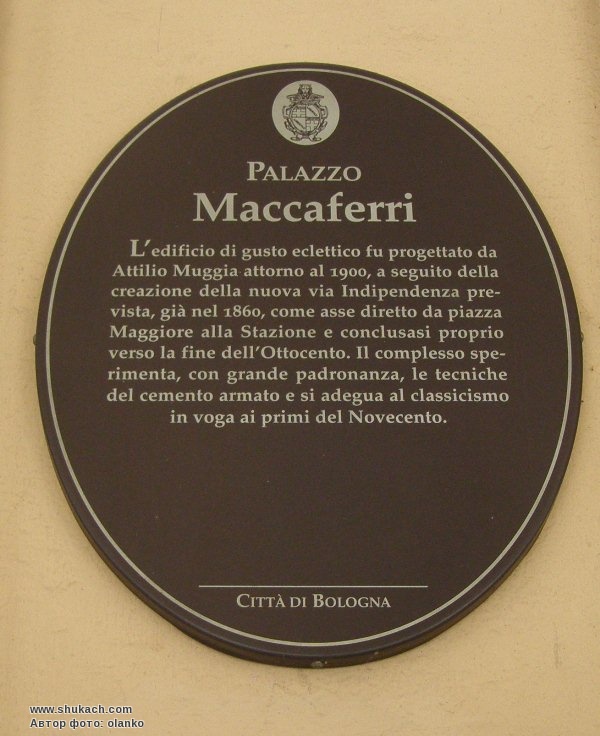 PALAZZO
Maccaferri
L'edificio di gusto eclettico fu progettato da
Attilio Muggia attorno al 1900, a seguito della
creazione della nuova via Indipendenza pre-
vista, già nel 1860, come asse diretto da piazza
Maggiore alla Stazione e conclusasi proprio
verso la fine dell'Ottocento. Il complesso spe-
rimenta, con grande padronanza, le tecniche
del cemento armato e si adegua al classicismo
in voga ai primi del Novecento.
CITTÀ DI BOLOGNA
www.shukach.com
Автор фото: olanko